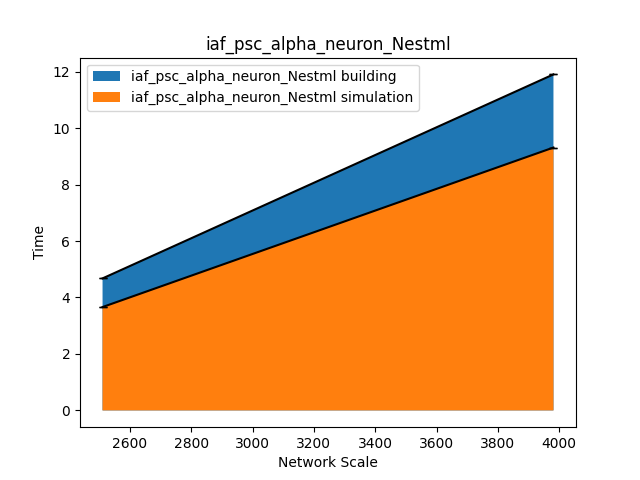 iaf_psc_alpha_neuron_Nestml
iaf_psc_alpha_neuron_Nestml building
iaf_psc_alpha_neuron_Nestml simulation
12
10
8
6
4
2
0
Time
2600 2800 3000 3200 3400 3600 3800 4000
Network Scale